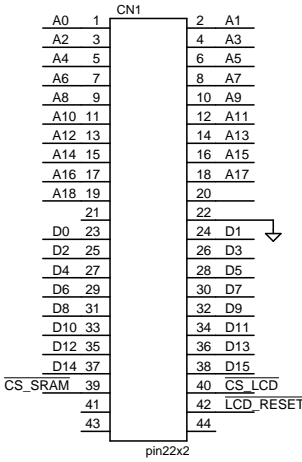 CN1
A0 1 2 A1
A2 3 4 A3
A4 5 6 A5
A6 7 8 A7
A8 9 10 A9
A10 11 12 A11
A12 13 14 A13
A14 15 16 A15
A16 17 18 A17
A18 19 20
21 22
D0 23 24 D1
D2 25 26 D3
D4 27 28 D5
D6 29 30 D7
D8 31 32 D9
D10 33 34 D11
D12 35 36 D13
D14 37 38 D15
CS_SRAM 39 40 CS_LCD
41 42 LCD_RESET
43 44
pin22x2